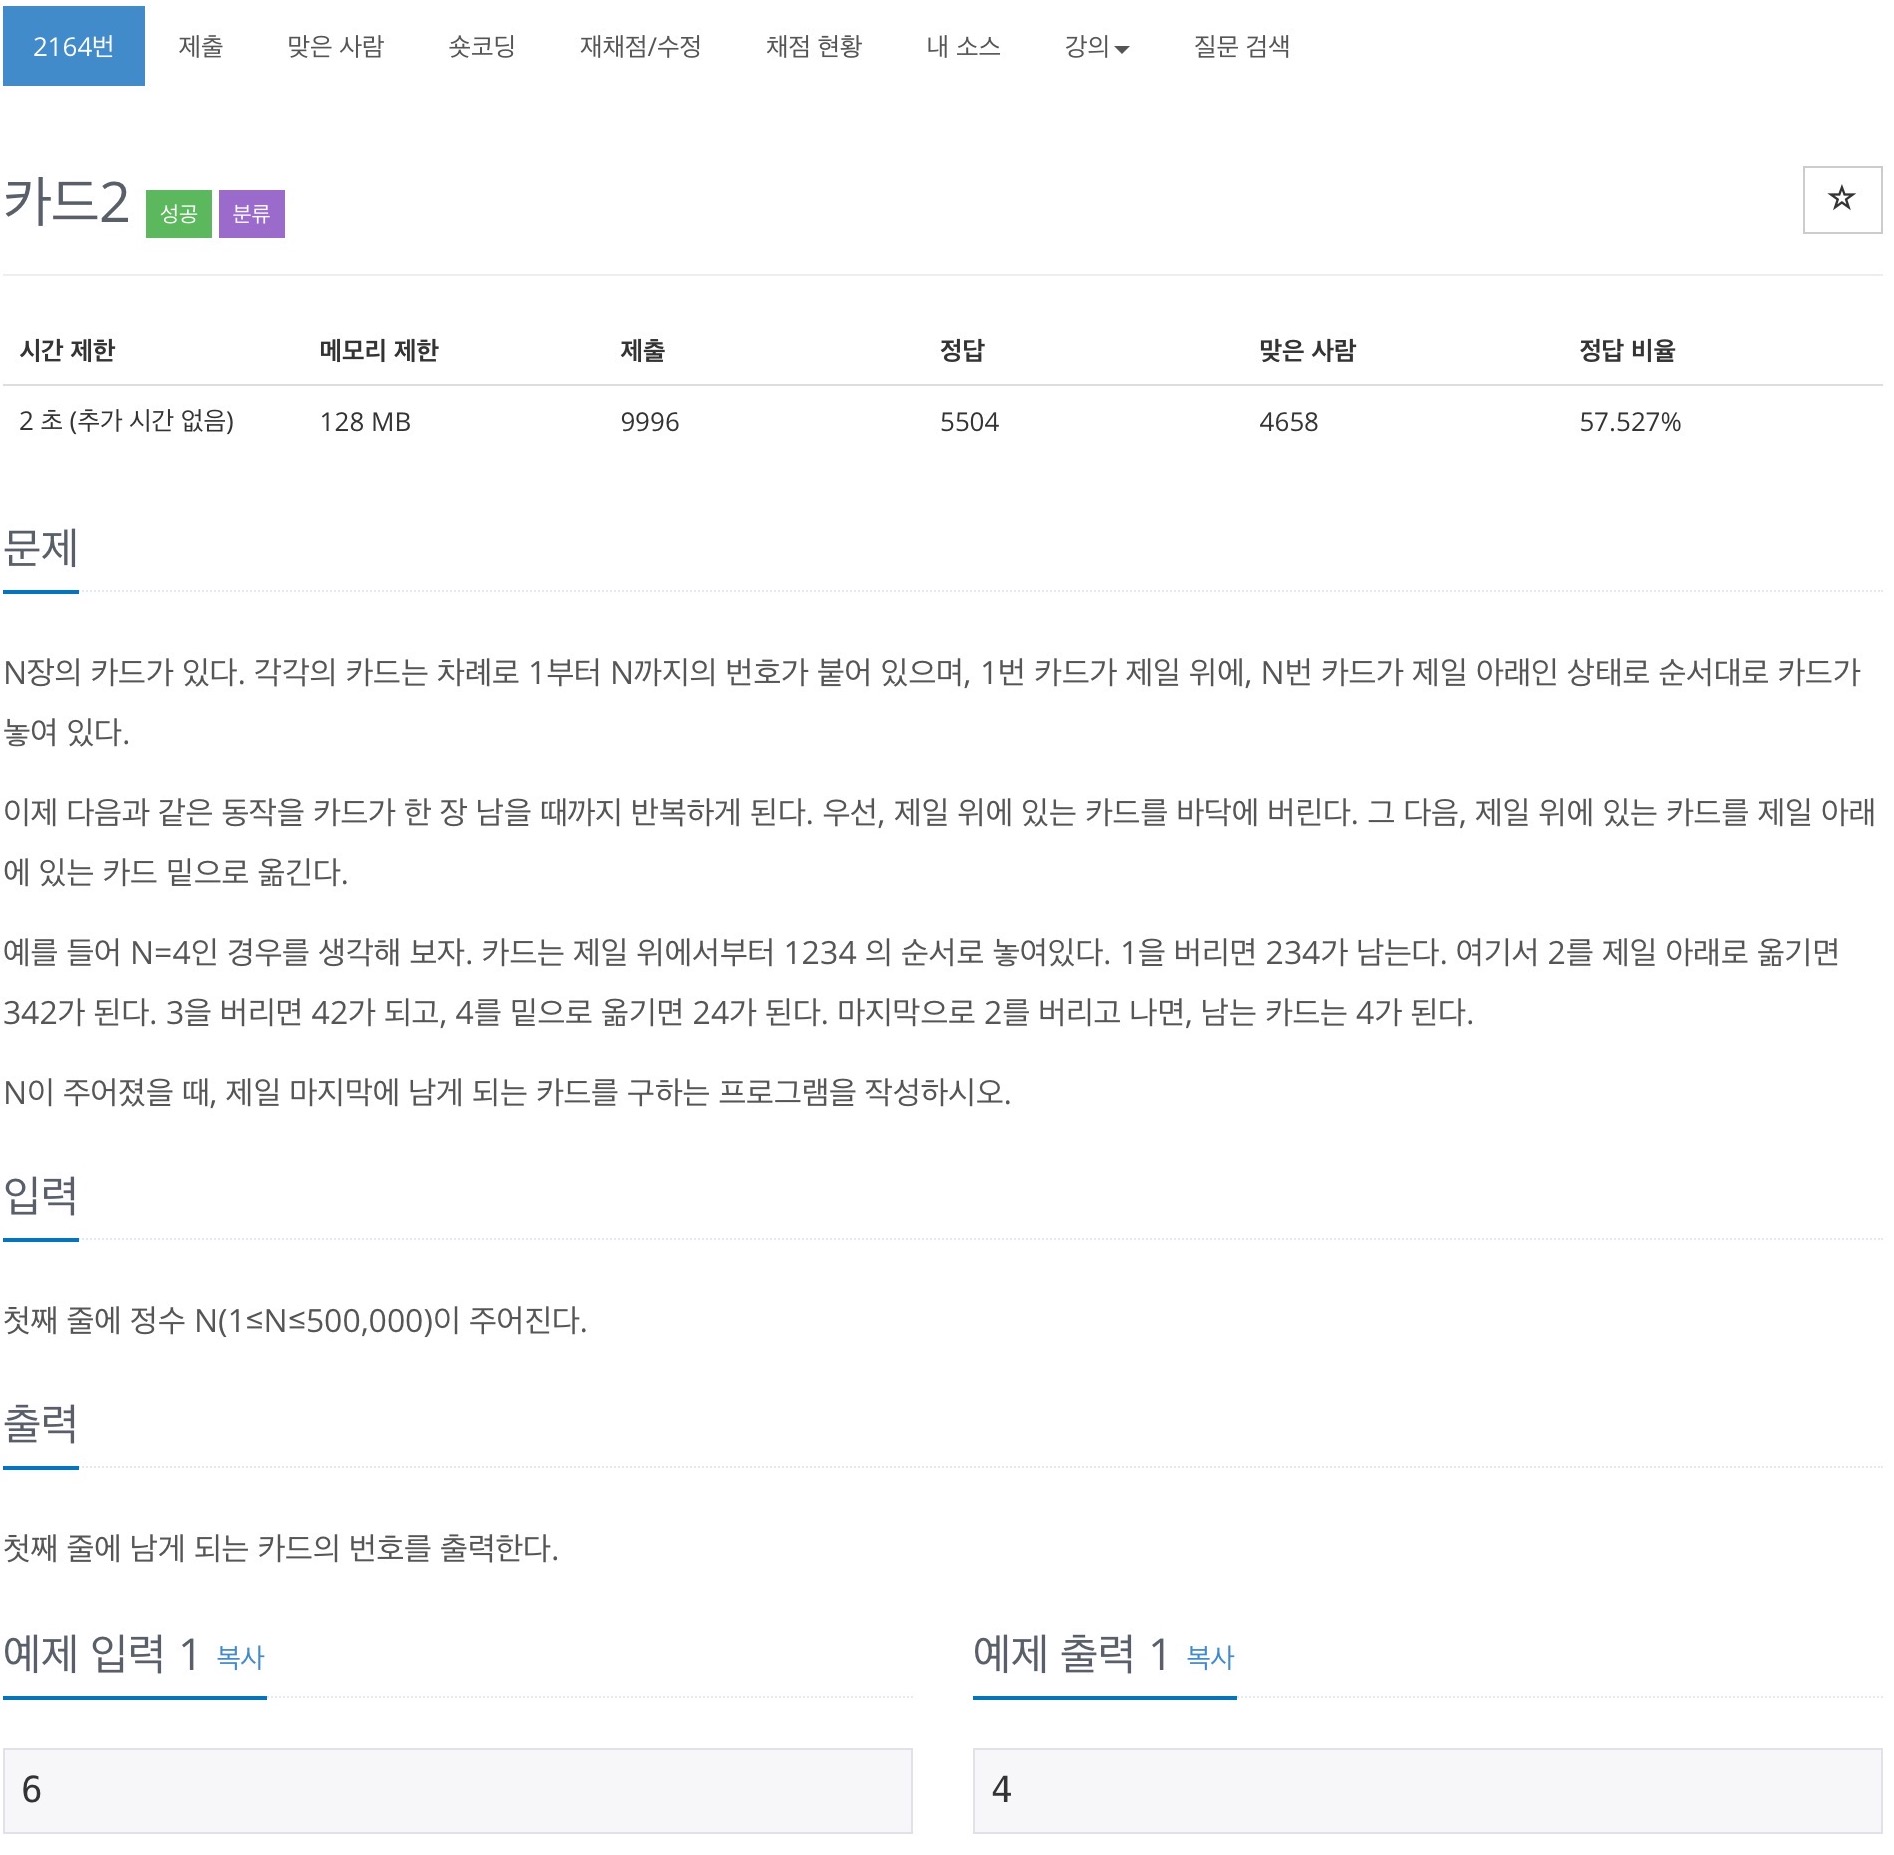 2164번 제출 맞은 사람 숏코딩 재채점/수정 채점 현황 내 소스 강의 질문 검색
카드2 성공 분류
시간 제한 메모리 제한 제출 정답 맞은 사람 정답 비율
2 초 (추가 시간 없음) 128 MB 9996 5504 4658 57.527%
문제
N장의 카드가 있다. 각각의 카드는 차례로 1부터 N까지의 번호가 붙어 있으며, 1번 카드가 제일 위에, N번 카드가 제일 아래인 상태로 순서대로 카드가
놓여 있다.
이제 다음과 같은 동작을 카드가 한 장 남을 때까지 반복하게 된다. 우선, 제일 위에 있는 카드를 바닥에 버린다. 그 다음, 제일 위에 있는 카드를 제일 아래
에 있는 카드 밑으로 옮긴다.
예를 들어 N=4인 경우를 생각해 보자. 카드는 제일 위에서부터 1234 의 순서로 놓여있다. 1을 버리면 234가 남는다. 여기서 2를 제일 아래로 옮기면
342가 된다. 3을 버리면 42가 되고, 4를 밑으로 옮기면 24가 된다. 마지막으로 2를 버리고 나면, 남는 카드는 4가 된다.
N이 주어졌을 때, 제일 마지막에 남게 되는 카드를 구하는 프로그램을 작성하시오.
입력
첫째 줄에 정수 N(1≤N≤500,000)이 주어진다.
출력
첫째 줄에 남게 되는 카드의 번호를 출력한다.
예제 입력 1 복사 예제 출력 1 복사
6 4